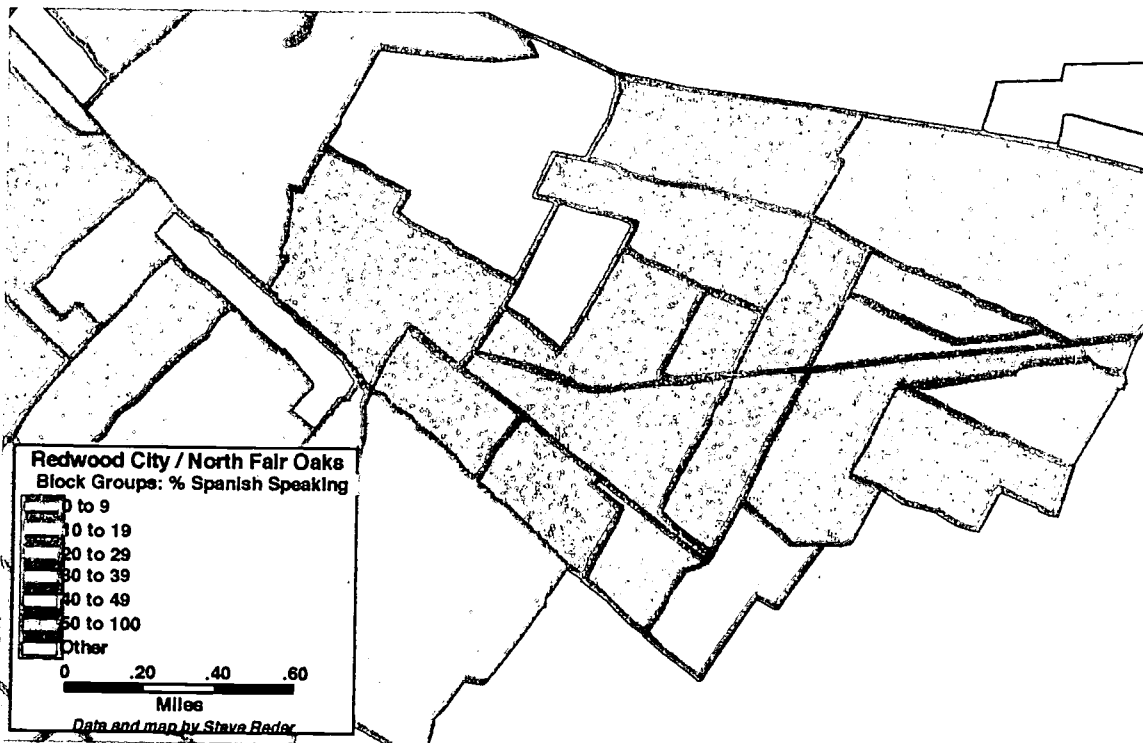 Redwood City / North Fair Oaks
Block Groups: % Spanish Speaking
0 to 9
10 to 19
20 to 29
30 to 39
40 to 49
50 to 100
Other
0 .20 .40 .60
Miles
Data and map by Steve Reder